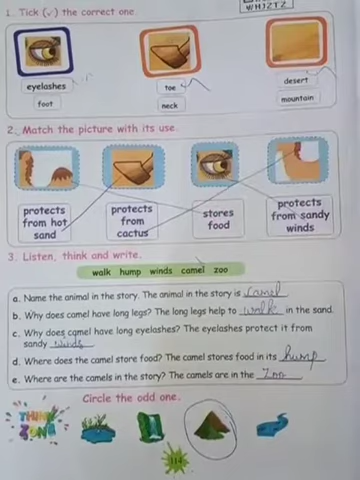 WHJZTZ
1. Tick (✓) the correct one.
eyelashes
toe
desert
foot
neck
mountain
2. Match the picture with its use.
protects from hot sand
protects from cactus
stores food
protects from sandy winds
3. Listen, think and write.
walk hump winds camel zoo
a. Name the animal in the story. The animal in the story is camel
b. Why does camel have long legs? The long legs help to walk in the sand.
c. Why does camel have long eyelashes? The eyelashes protect it from
sandy winds
d. Where does the camel store food? The camel stores food in its hump
e. Where are the camels in the story? The camels are in the Zoo
THINK ZONE
Circle the odd one.
114